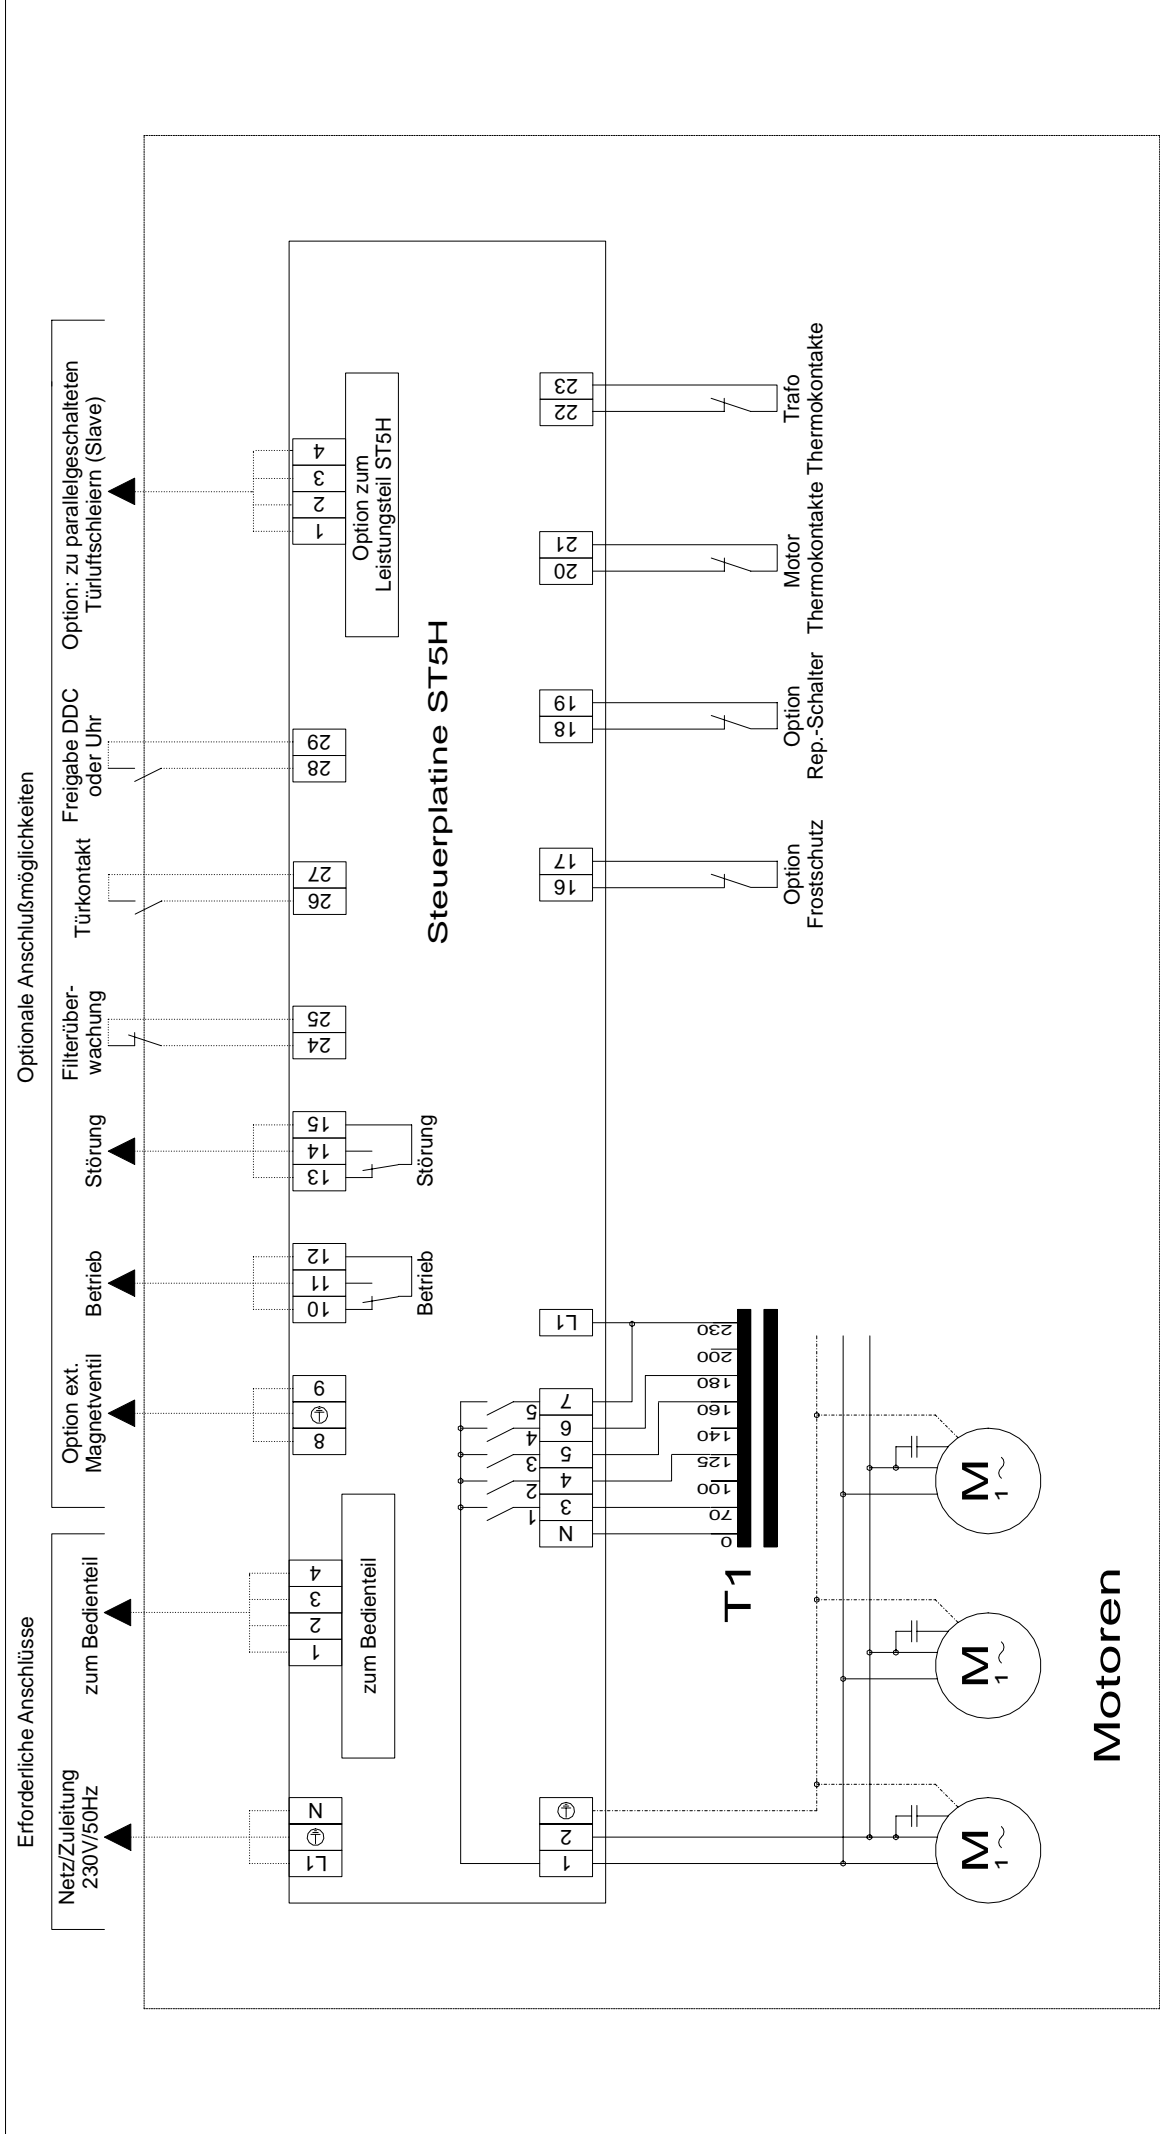 Erforderliche Anschlüsse
Optionale Anschlußmöglichkeiten
Netz/Zuleitung
230V/50Hz
zum Bedienteil
Option ext.
Magnetventil
Betrieb
Störung
Filterüber-
wachung
Türkontakt
Freigabe DDC
oder Uhr
Option: zu parallelgeschalteten
Türluftschleiern (Slave)
L1 N
1 2 3 4
8 9
10 11 12
13 14 15
24 25
26 27
28 29
1 2 3 4
zum Bedienteil
Betrieb
Störung
Option zum
Leistungsteil ST5H
Steuerplatine ST5H
1 2 3 4 5
1 2
N 3 4 5 6 7
L1
16 17
18 19
20 21
22 23
0 70 100 125 140 160 180 200 230
T1
Option
Frostschutz
Option
Rep.-Schalter
Motor
Thermokontakte
Trafo
Thermokontakte
M
1~
M
1~
M
1~
Motoren